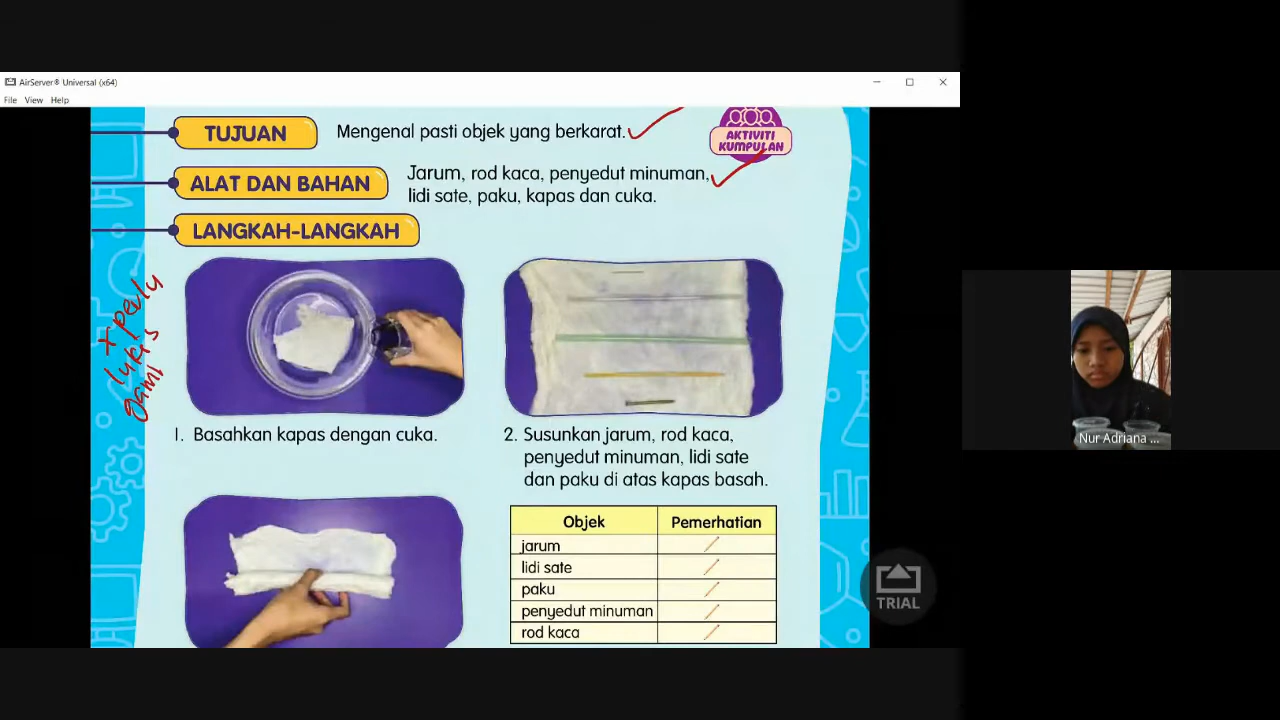 AirServer® Universal (x64)
File View Help
TUJUAN
Mengenal pasti objek yang berkarat.
AKTIVITI
KUMPULAN
ALAT DAN BAHAN
Jarum, rod kaca, penyedut minuman,
lidi sate, paku, kapas dan cuka.
LANGKAH-LANGKAH
x perlu
lukis
1. Basahkan kapas dengan cuka.
2. Susunkan jarum, rod kaca,
penyedut minuman, lidi sate
dan paku di atas kapas basah.
Objek Pemerhatian
jarum
lidi sate
paku
penyedut minuman
rod kaca
TRIAL
Nur Adriana ...